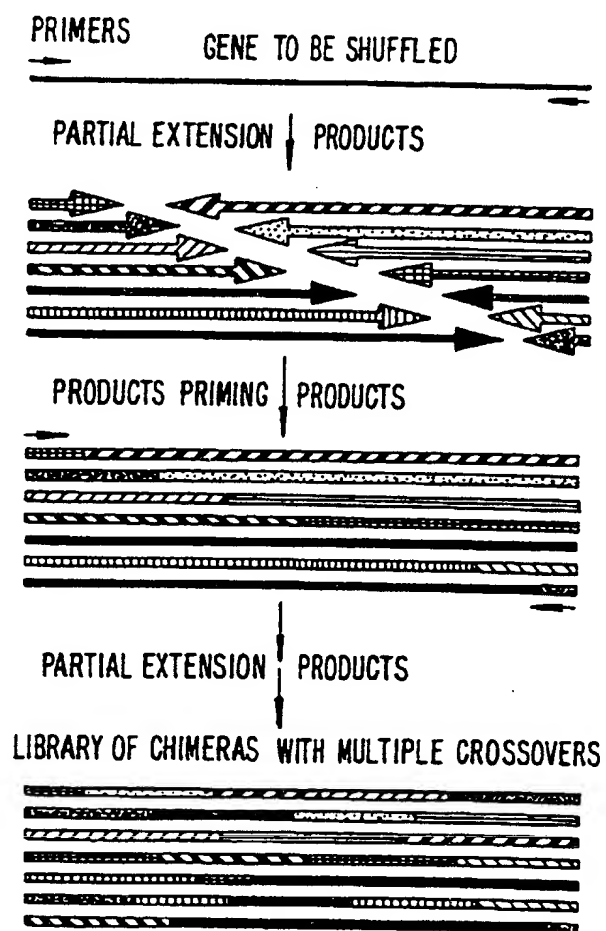 PRIMERS
GENE TO BE SHUFFLED
PARTIAL EXTENSION PRODUCTS
PRODUCTS PRIMING PRODUCTS
PARTIAL EXTENSION PRODUCTS
LIBRARY OF CHIMERAS WITH MULTIPLE CROSSOVERS